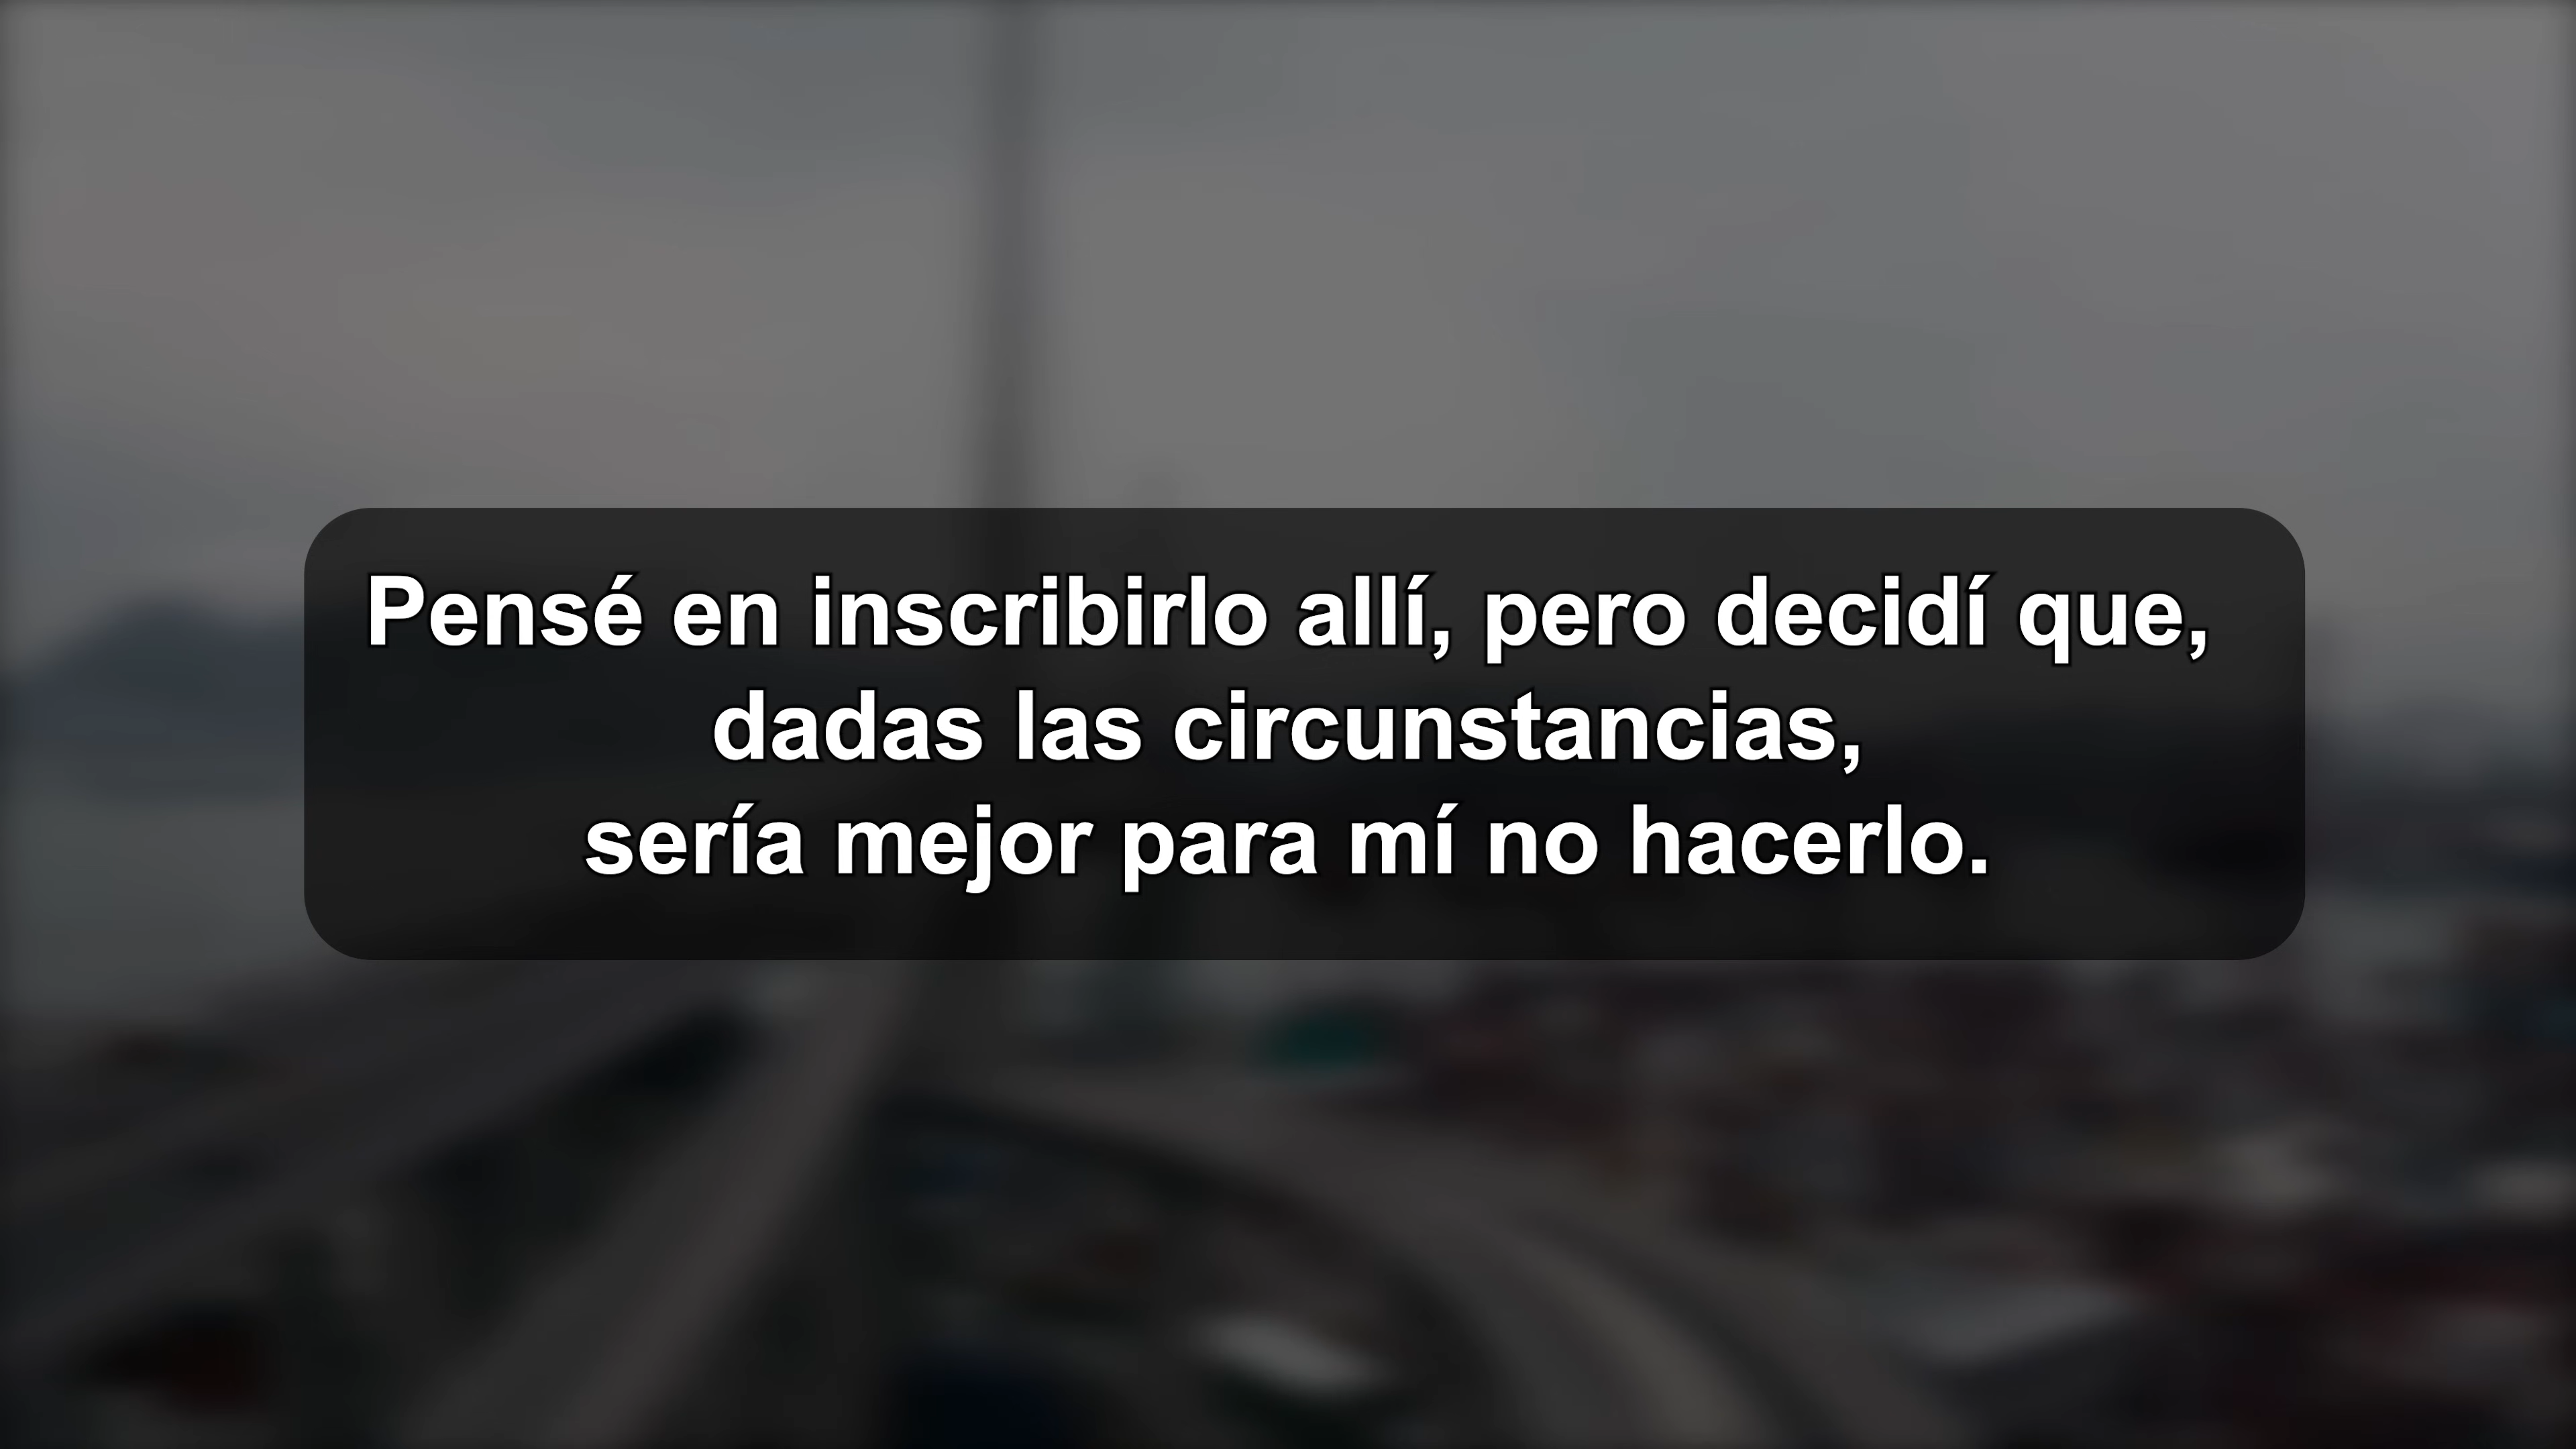 Pensé en inscribirlo allí, pero decidí que,
dadas las circunstancias,
sería mejor para mí no hacerlo.